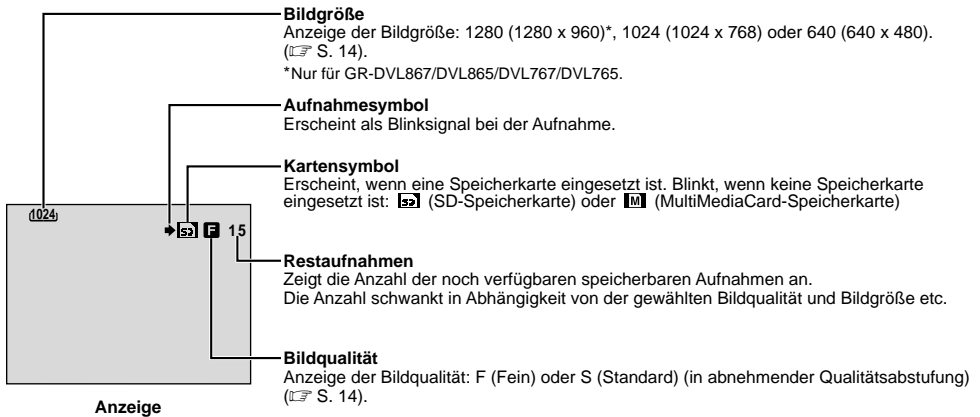 Bildgröße
Anzeige der Bildgröße: 1280 (1280 x 960)*, 1024 (1024 x 768) oder 640 (640 x 480).
(☞ S. 14).
*Nur für GR-DVL867/DVL865/DVL767/DVL765.
Aufnahmesymbol
Erscheint als Blinksignal bei der Aufnahme.
Kartensymbol
Erscheint, wenn eine Speicherkarte eingesetzt ist. Blinkt, wenn keine Speicherkarte
eingesetzt ist: SD (SD-Speicherkarte) oder M (MultiMediaCard-Speicherkarte)
1024
SD F 15
Restaufnahmen
Zeigt die Anzahl der noch verfügbaren speicherbaren Aufnahmen an.
Die Anzahl schwankt in Abhängigkeit von der gewählten Bildqualität und Bildgröße etc.
Bildqualität
Anzeige der Bildqualität: F (Fein) oder S (Standard) (in abnehmender Qualitätsabstufung)
(☞ S. 14).
Anzeige